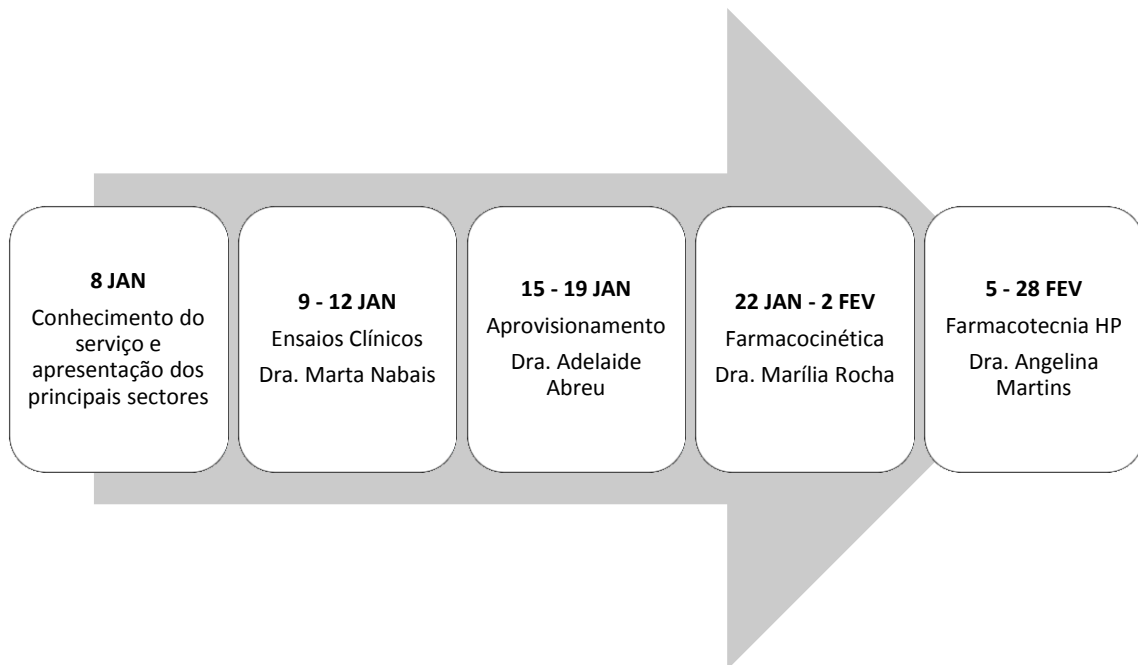 8 JAN
Conhecimento do
serviço e
apresentação dos
principais sectores
9 - 12 JAN
Ensaios Clínicos
Dra. Marta Nabais
15 - 19 JAN
Aprovisionamento
Dra. Adelaide
Abreu
22 JAN - 2 FEV
Farmacocinética
Dra. Marília Rocha
5 - 28 FEV
Farmacotecnia HP
Dra. Angelina
Martins